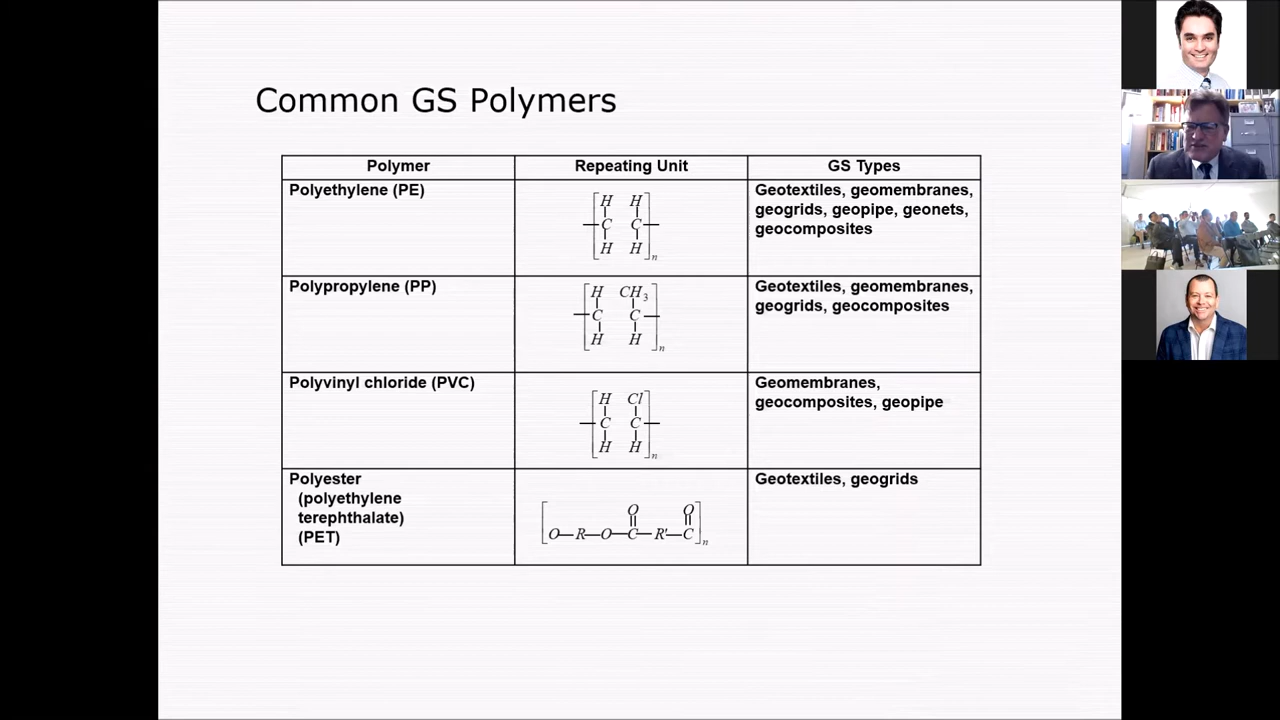 Common GS Polymers
Polymer
Repeating Unit
GS Types
Polyethylene (PE)
H H
C C
H H
n
Geotextiles, geomembranes,
geogrids, geopipe, geonets,
geocomposites
Polypropylene (PP)
H CH3
C C
H H
n
Geotextiles, geomembranes,
geogrids, geocomposites
Polyvinyl chloride (PVC)
H Cl
C C
H H
n
Geomembranes,
geocomposites, geopipe
Polyester
(polyethylene
terephthalate)
(PET)
O O
O—R—O—C—R'—C
n
Geotextiles, geogrids